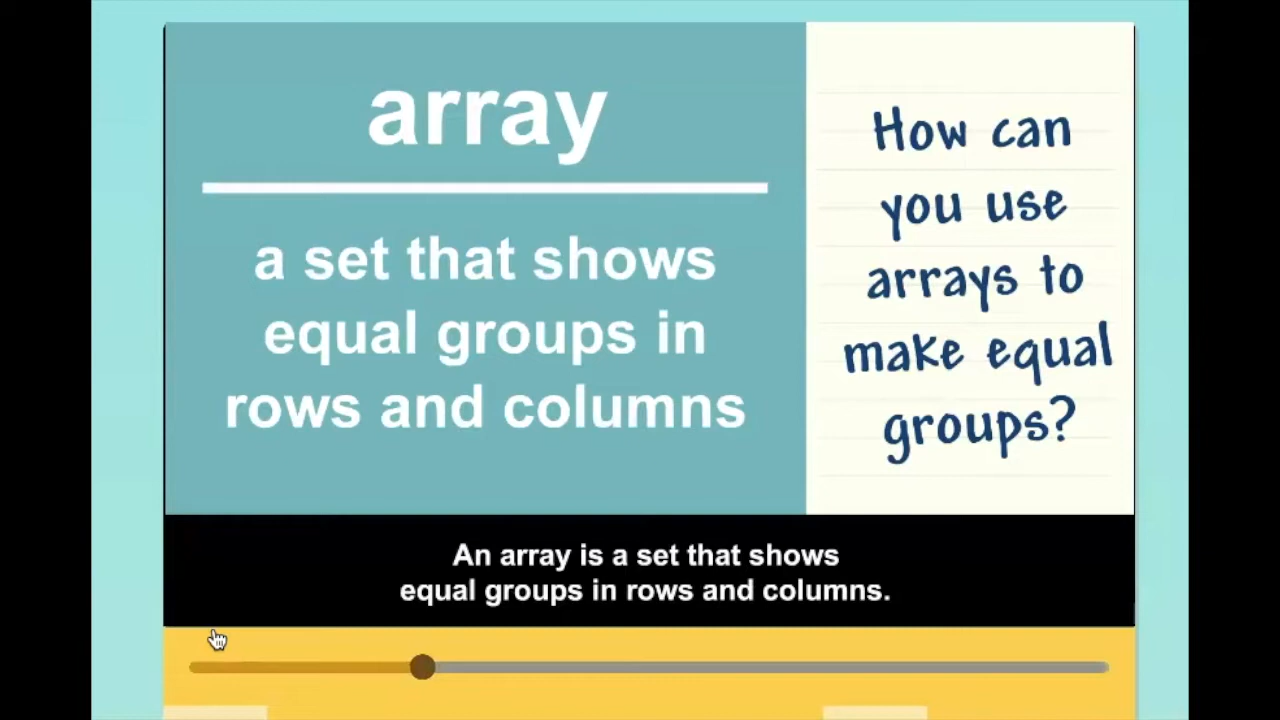 array
a set that shows
equal groups in
rows and columns
How can
you use
arrays to
make equal
groups?
An array is a set that shows
equal groups in rows and columns.